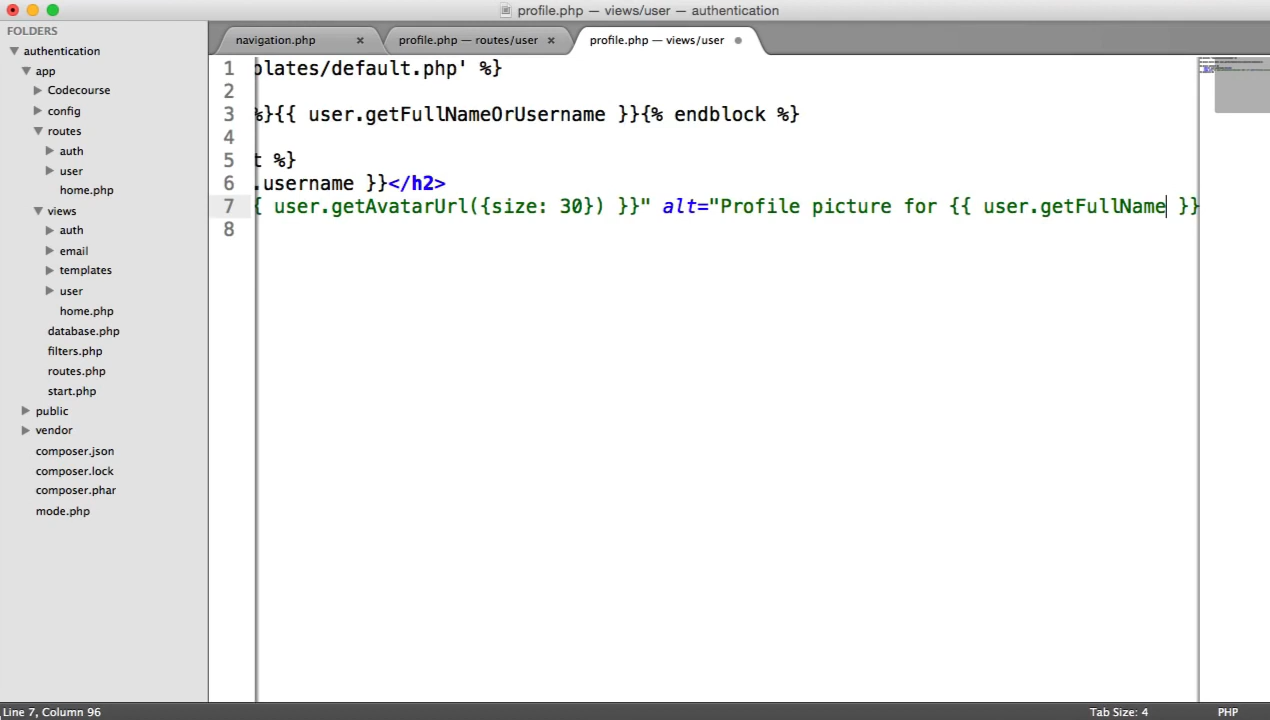 profile.php — views/user — authentication
FOLDERS
authentication
app
Codecourse
config
routes
auth
user
home.php
views
auth
email
templates
user
home.php
database.php
filters.php
routes.php
start.php
public
vendor
composer.json
composer.lock
composer.phar
mode.php
navigation.php × profile.php — routes/user × profile.php — views/user
1 plates/default.php' %}
2
3 %}{{ user.getFullNameOrUsername }}{% endblock %}
4
5 t %}
6 .username }}</h2>
7 { user.getAvatarUrl({size: 30}) }}" alt="Profile picture for {{ user.getFullName }}
8
Line 7, Column 96
Tab Size: 4 PHP